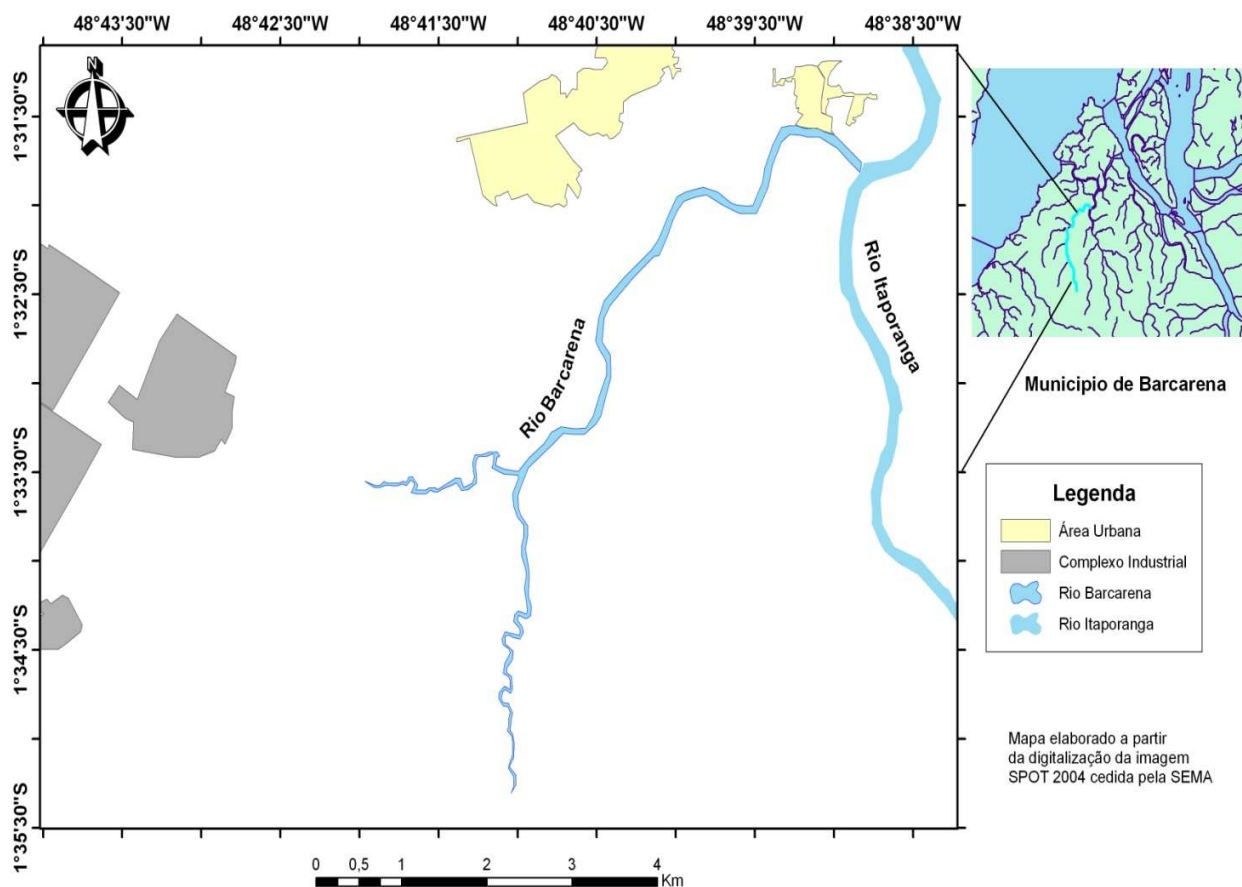 48°43'30"W 48°42'30"W 48°41'30"W 48°40'30"W 48°39'30"W 48°38'30"W
N
1°31'30"S
1°32'30"S
1°33'30"S
1°34'30"S
1°35'30"S
Rio Barcarena
Rio Itaporanga
Municipio de Barcarena
Legenda
Área Urbana
Complexo Industrial
Rio Barcarena
Rio Itaporanga
Mapa elaborado a partir
da digitalização da imagem
SPOT 2004 cedida pela SEMA
0 0,5 1 2 3 4
Km